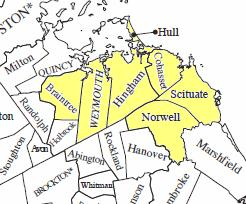 STON*
Hull
Milton
QUINCY
Cohasset
Braintree
WEYMOUTH
Hingham
Scituate
Randolph
Holbrook
Norwell
Stoughton
Avon
Abington
Rockland
Hanover
Marshfield
BROCKTON*
Whitman